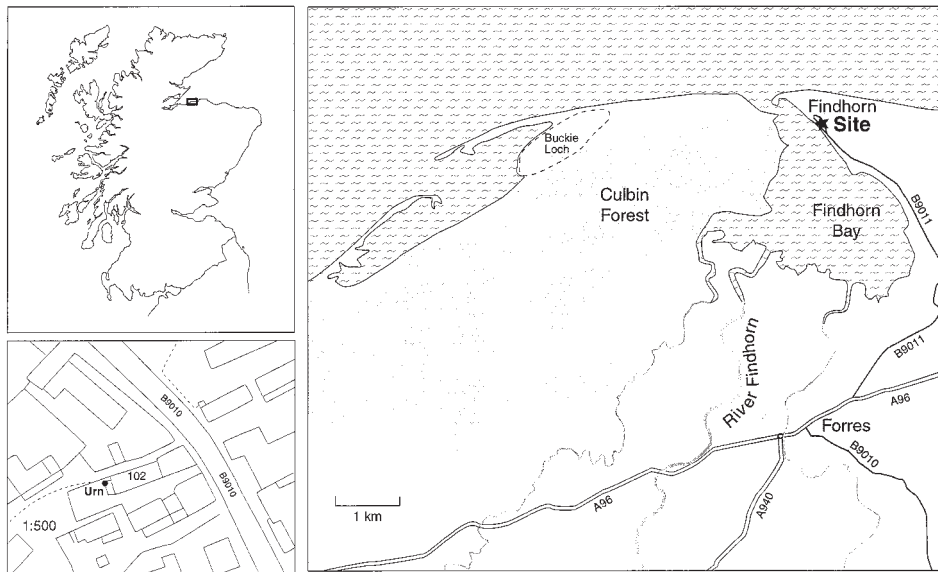 Findhorn
Site
Buckie
Loch
Culbin
Forest
Findhorn
Bay
B9011
River Findhorn
B9011
A96
Forres
B9010
A96
A940
1 km
B9010
B9010
102
Urn
1:500